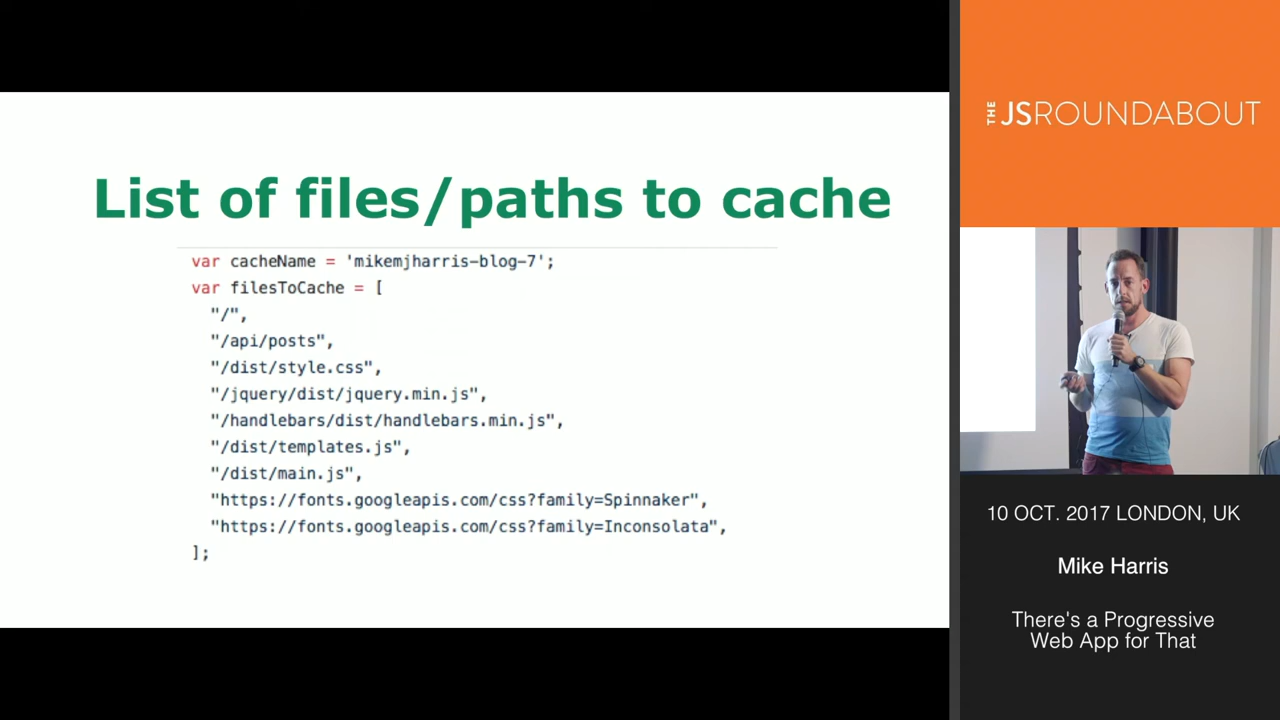 List of files/paths to cache
var cacheName = 'mikemjharris-blog-7';
var filesToCache = [
"/",
"/api/posts",
"/dist/style.css",
"/jquery/dist/jquery.min.js",
"/handlebars/dist/handlebars.min.js",
"/dist/templates.js",
"/dist/main.js",
"https://fonts.googleapis.com/css?family=Spinnaker",
"https://fonts.googleapis.com/css?family=Inconsolata",
];
THE JSROUNDABOUT
10 OCT. 2017 LONDON, UK
Mike Harris
There's a Progressive
Web App for That